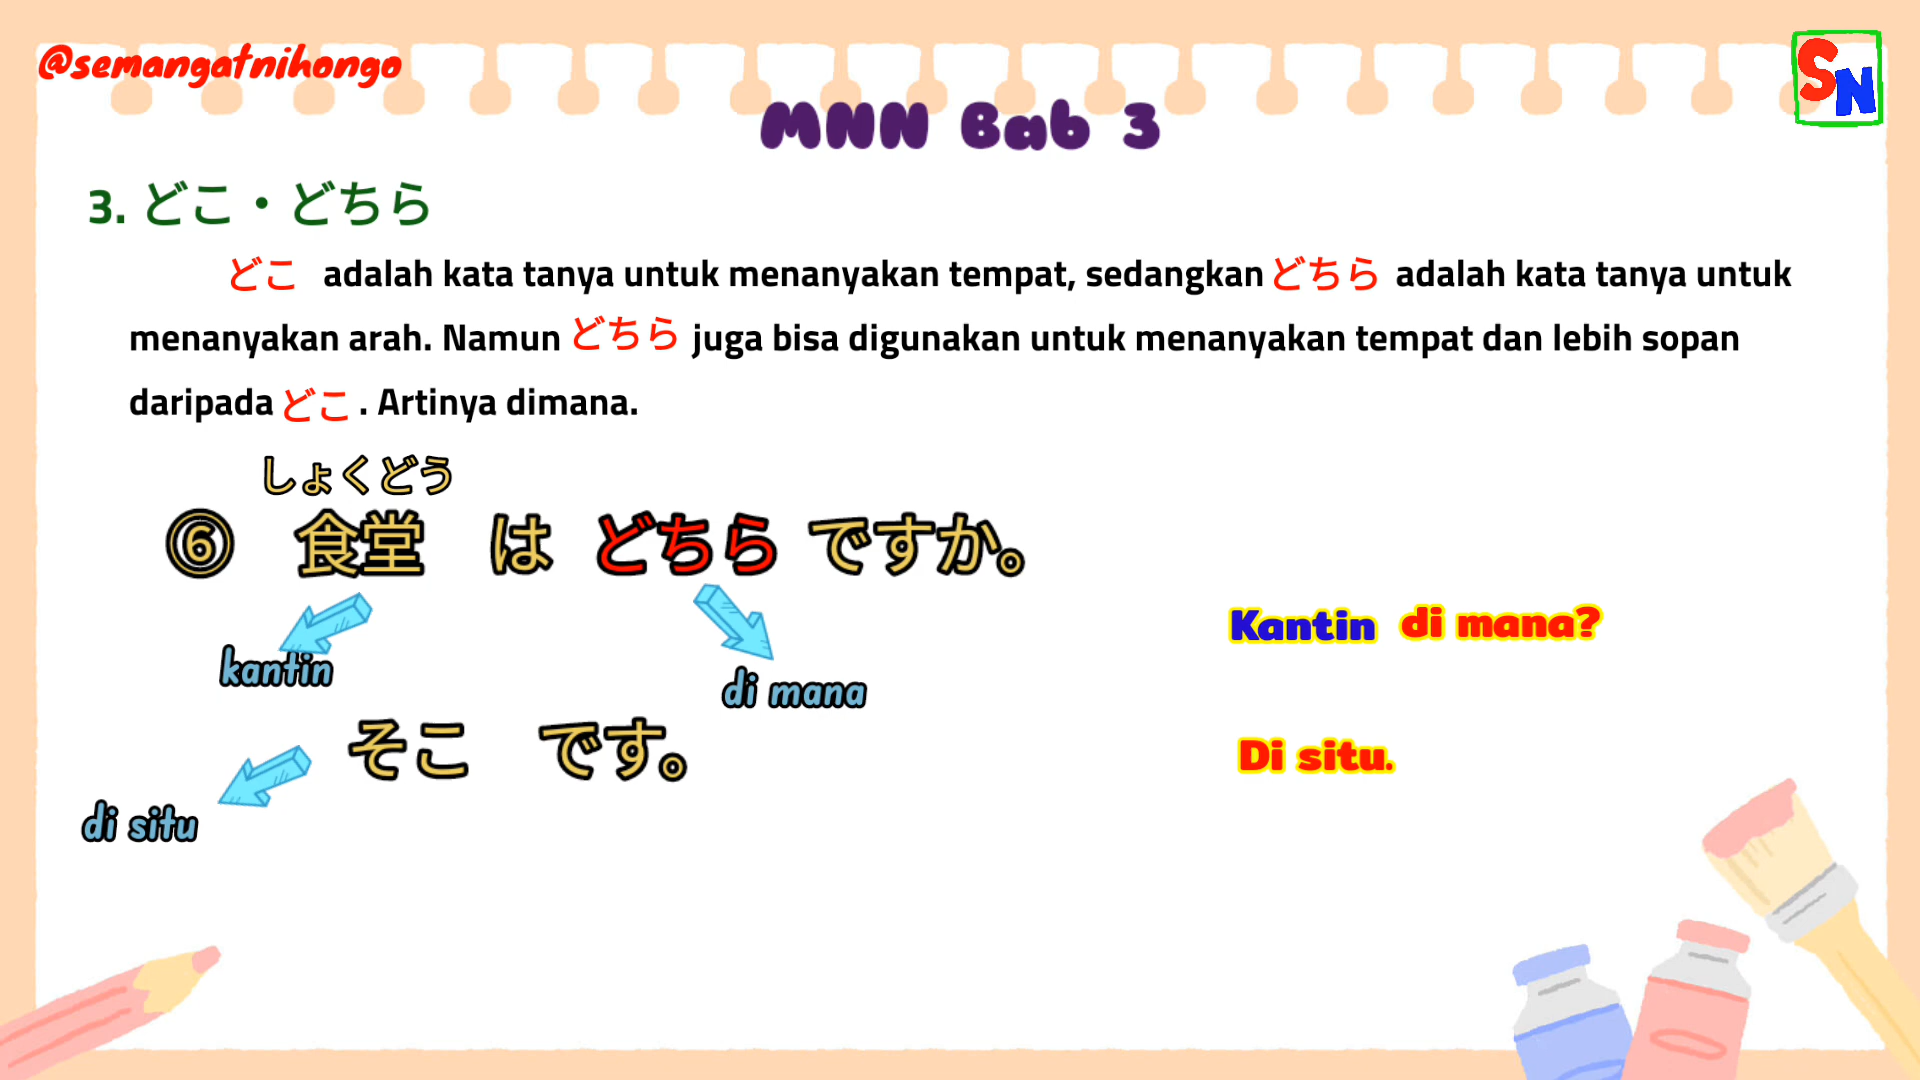 @semangatnihongo
SN
MNN Bab 3
3. どこ・どちら
どこ adalah kata tanya untuk menanyakan tempat, sedangkan どちら adalah kata tanya untuk
menanyakan arah. Namun どちら juga bisa digunakan untuk menanyakan tempat dan lebih sopan
daripada どこ. Artinya dimana.
しょくどう
⑥ 食堂 は どちら ですか。
Kantin di mana?
kantin
di mana
そこ です。
Di situ.
di situ